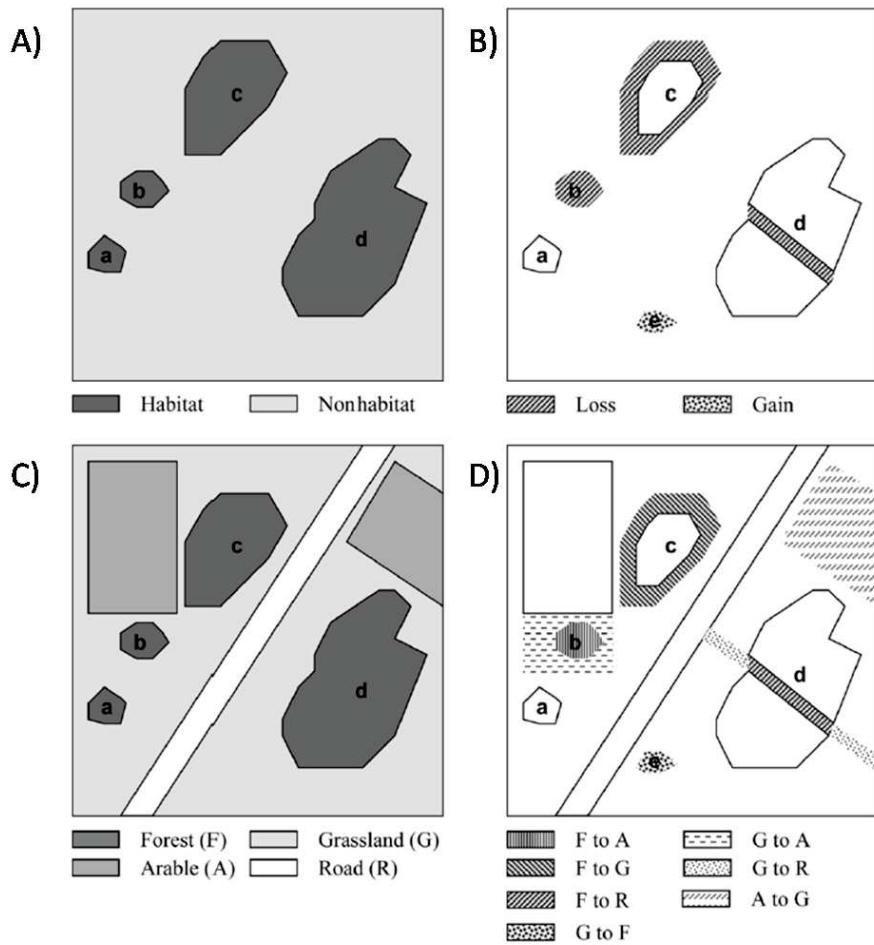 A)
c
b
a
d
Habitat
Nonhabitat
B)
c
b
d
a
e
Loss
Gain
C)
c
b
a
d
Forest (F)
Grassland (G)
Arable (A)
Road (R)
D)
c
b
d
a
e
F to A
G to A
F to G
G to R
F to R
A to G
G to F